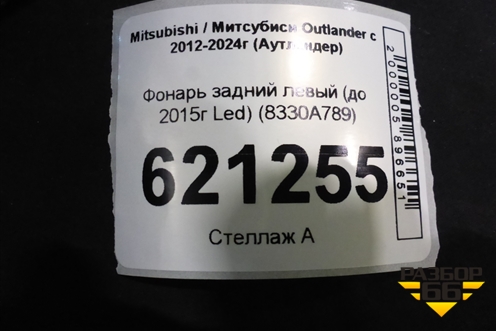 Mitsubishi / Митсубиси Outlander с
2012-2024г (Аутлендер)
Фонарь задний левый (до
2015г Led) (8330A789)
621255
Стеллаж А
2000005896651
РАЗБОР
66